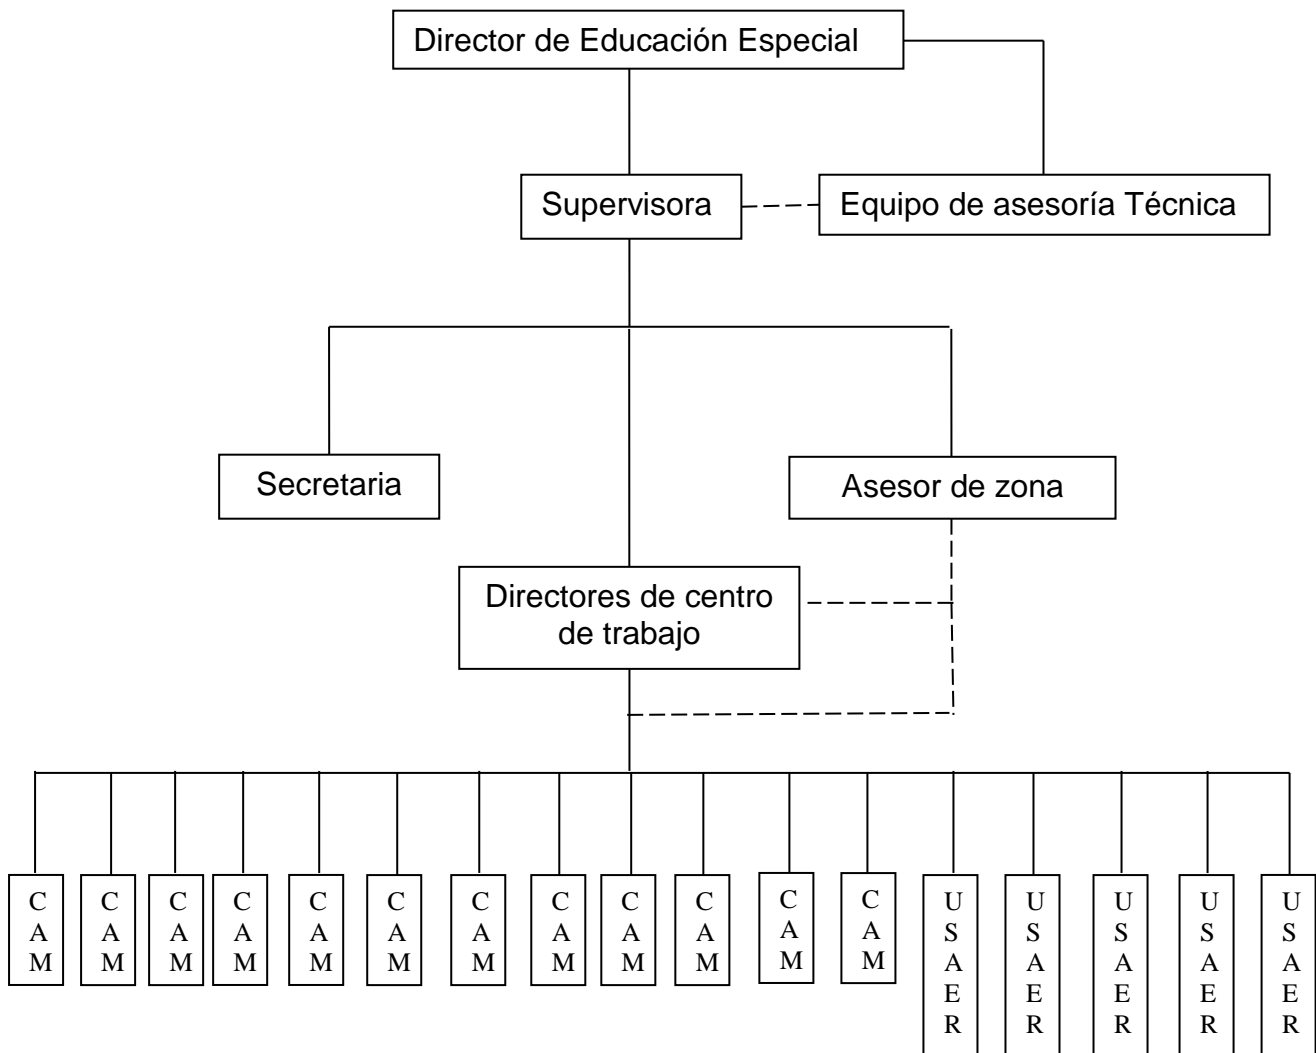 Director de Educación Especial
Supervisora
Equipo de asesoría Técnica
Secretaria
Asesor de zona
Directores de centro
de trabajo
CAM
CAM
CAM
CAM
CAM
CAM
CAM
CAM
CAM
CAM
CAM
CAM
USAER
USAER
USAER
USAER
USAER